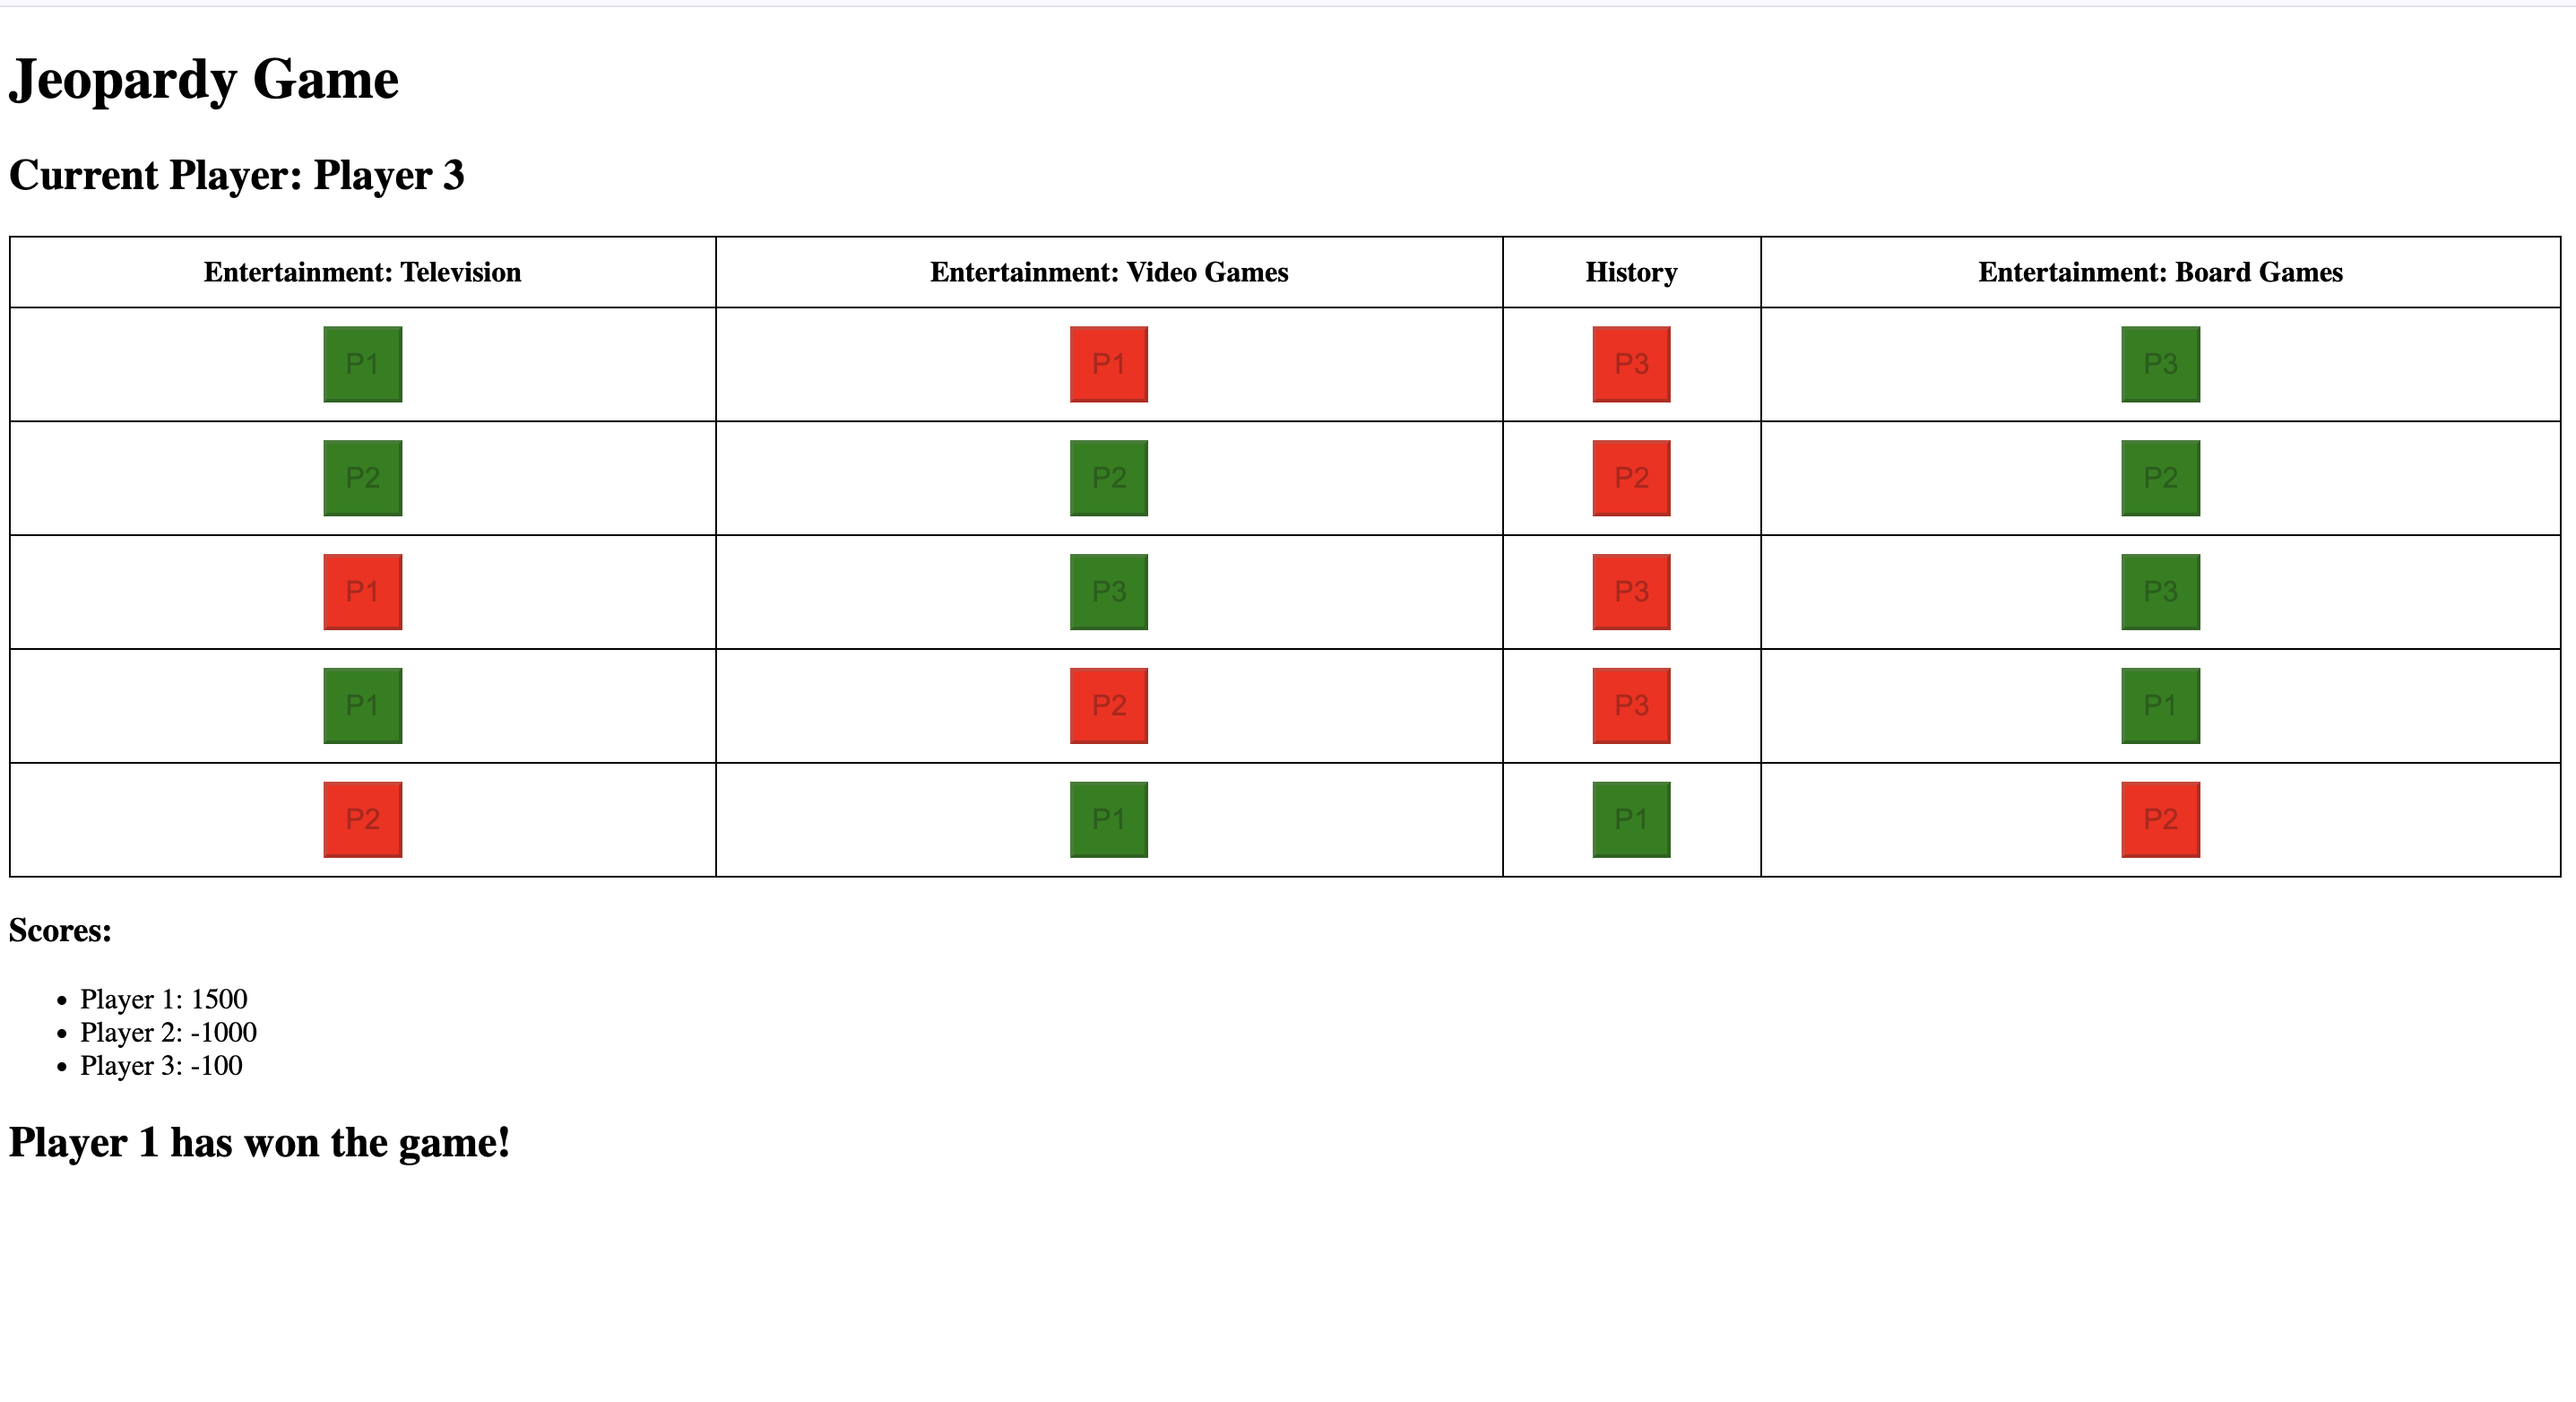 Jeopardy Game
Current Player: Player 3
Entertainment: Television Entertainment: Video Games History Entertainment: Board Games
P1 P1 P3 P3
P2 P2 P2 P2
P1 P3 P3 P3
P1 P2 P3 P1
P2 P1 P1 P2
Scores:
• Player 1: 1500
• Player 2: -1000
• Player 3: -100
Player 1 has won the game!